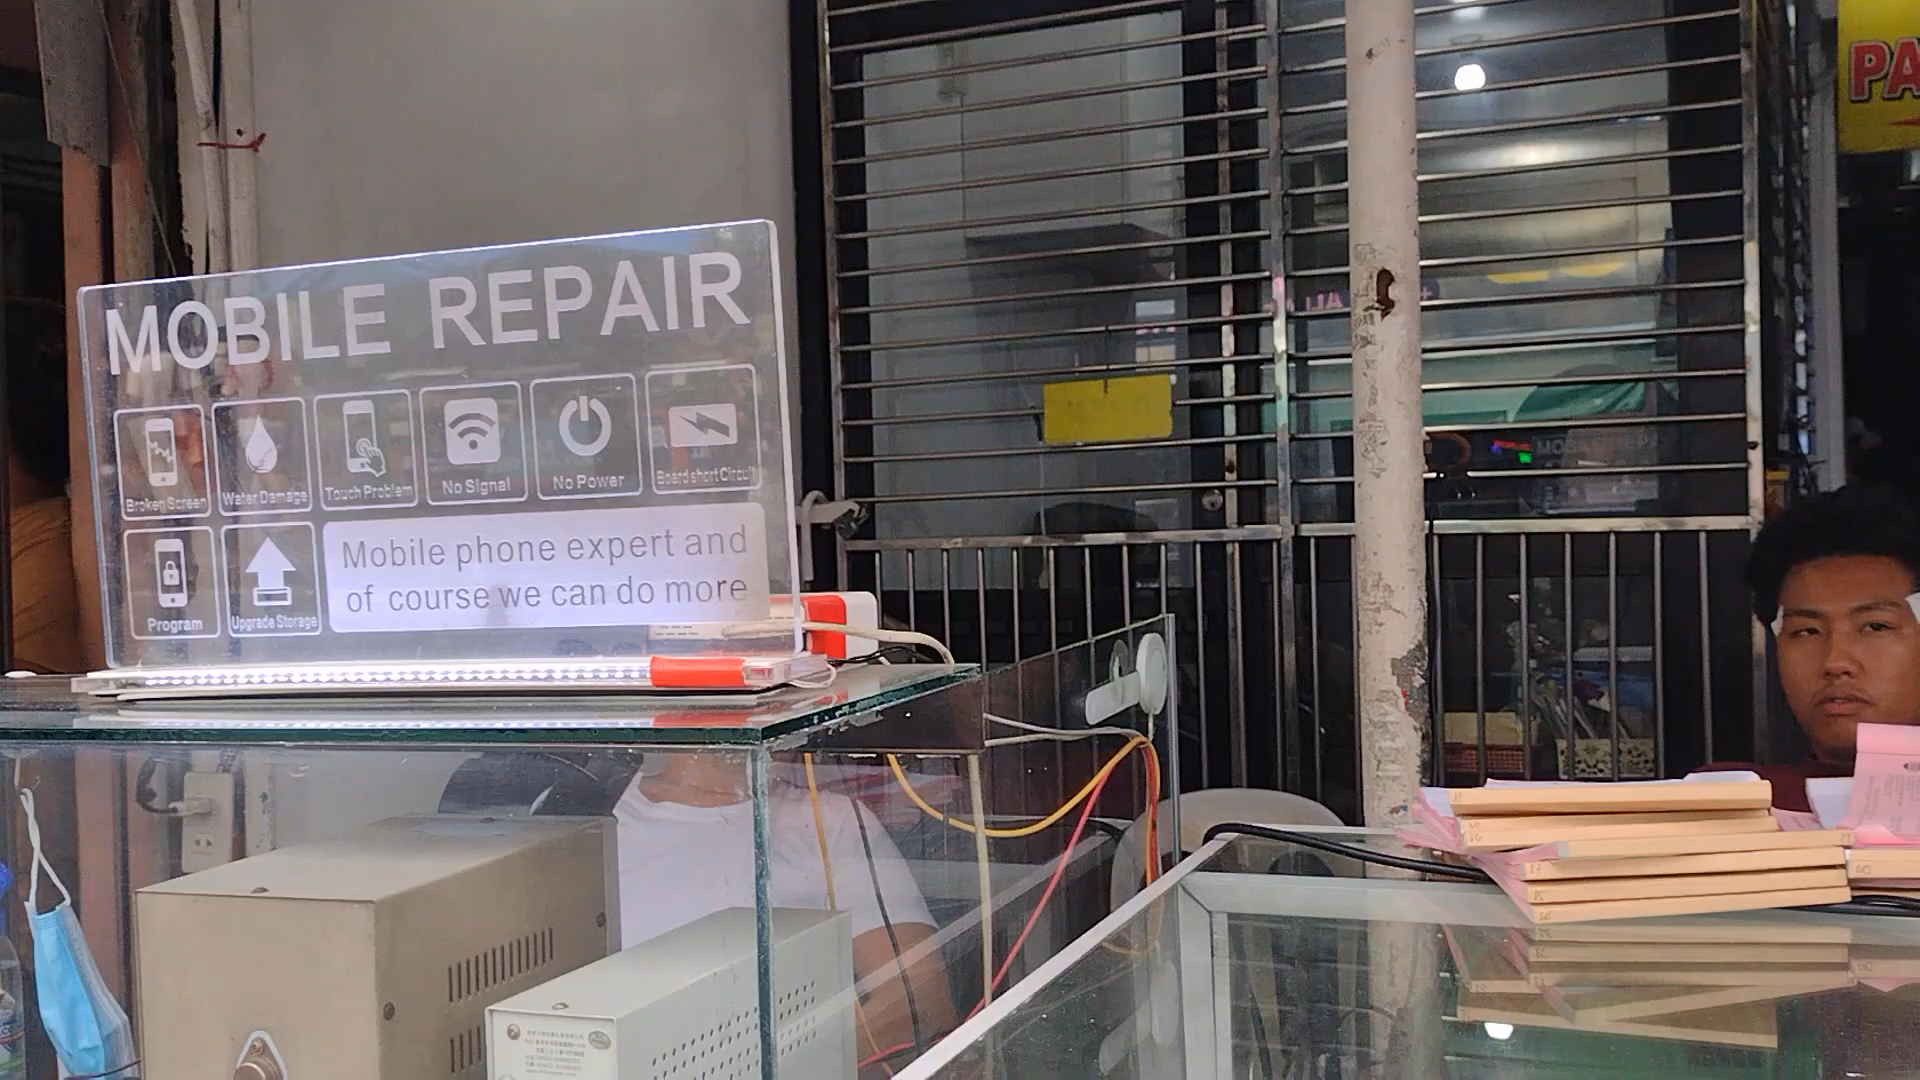 MOBILE REPAIR
Broken Screen
Water Damage
Touch Problem
No Signal
No Power
Board short Circuit
Program
Upgrade Storage
Mobile phone expert and
of course we can do more
PA